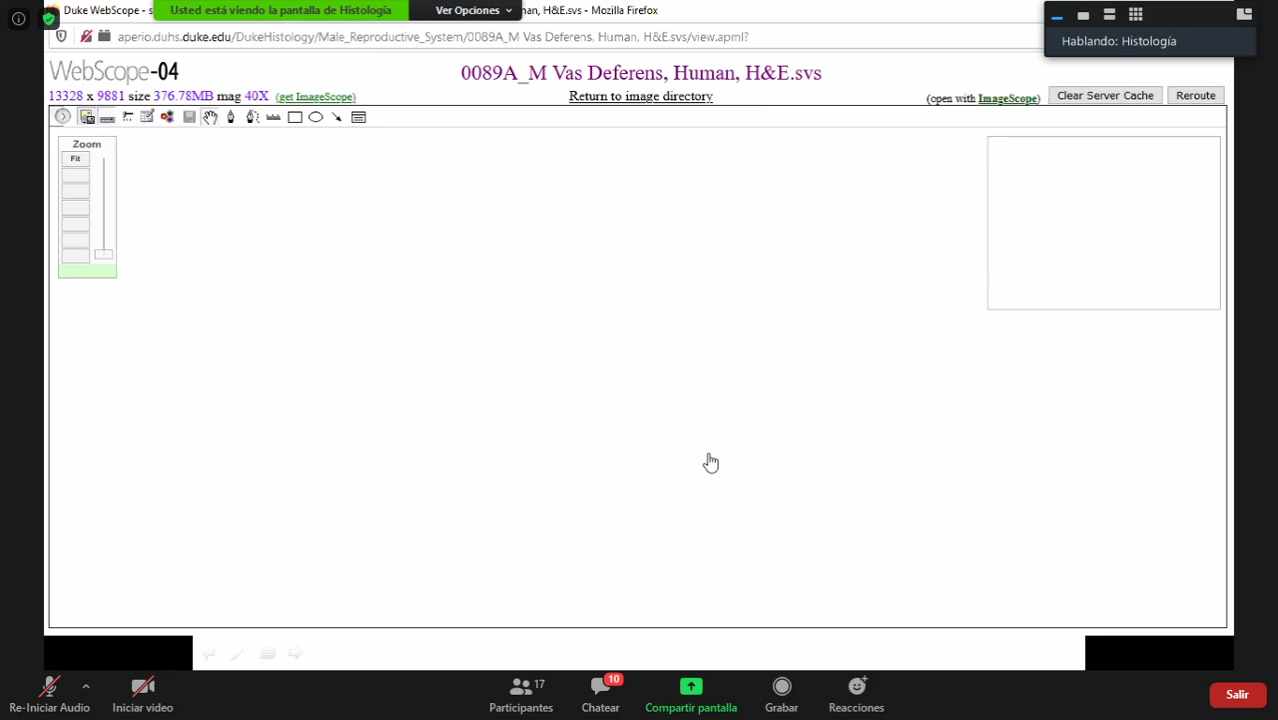 Duke WebScope - s
Usted está viendo la pantalla de Histología
Ver Opciones
nan, H&E.svs - Mozilla Firefox
aperio.duhs.duke.edu/DukeHistology/Male_Reproductive_System/0089A_M Vas Deferens, Human, H&E.svs/view.apml?
Hablando: Histología
WebScope-04
0089A_M Vas Deferens, Human, H&E.svs
13328 x 9881 size 376.78MB mag 40X (get ImageScope)
Return to image directory
(open with ImageScope)
Clear Server Cache
Reroute
Zoom
Fit
17
10
Re-Iniciar Audio
Iniciar video
Participantes
Chatear
Compartir pantalla
Grabar
Reacciones
Salir